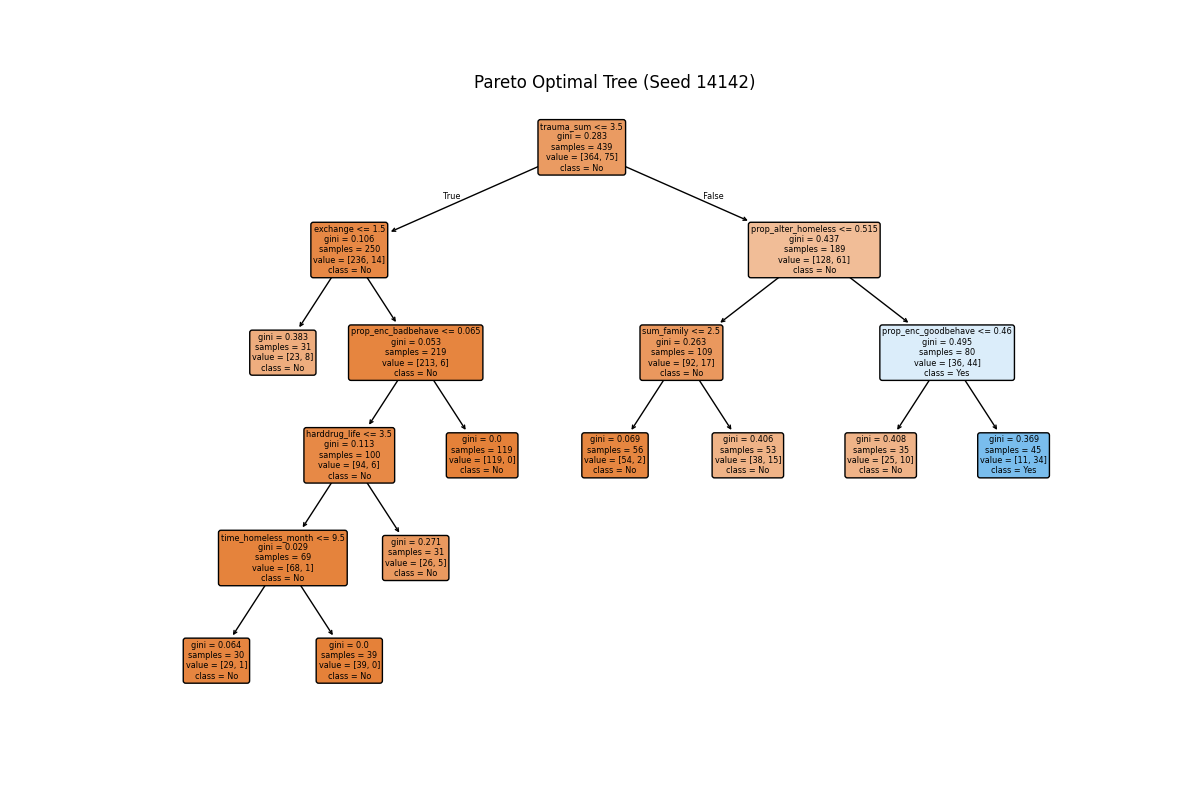 Pareto Optimal Tree (Seed 14142)
trauma_sum <= 3.5
gini = 0.283
samples = 439
value = [364, 75]
class = No
True
False
exchange <= 1.5
gini = 0.106
samples = 250
value = [236, 14]
class = No
prop_alter_homeless <= 0.515
gini = 0.437
samples = 189
value = [128, 61]
class = No
gini = 0.383
samples = 31
value = [23, 8]
class = No
prop_enc_badbehave <= 0.065
gini = 0.053
samples = 219
value = [213, 6]
class = No
sum_family <= 2.5
gini = 0.263
samples = 109
value = [92, 17]
class = No
prop_enc_goodbehave <= 0.46
gini = 0.495
samples = 80
value = [36, 44]
class = Yes
harddrug_life <= 3.5
gini = 0.113
samples = 100
value = [94, 6]
class = No
gini = 0.0
samples = 119
value = [119, 0]
class = No
gini = 0.069
samples = 56
value = [54, 2]
class = No
gini = 0.406
samples = 53
value = [38, 15]
class = No
gini = 0.408
samples = 35
value = [25, 10]
class = No
gini = 0.369
samples = 45
value = [11, 34]
class = Yes
time_homeless_month <= 9.5
gini = 0.029
samples = 69
value = [68, 1]
class = No
gini = 0.271
samples = 31
value = [26, 5]
class = No
gini = 0.064
samples = 30
value = [29, 1]
class = No
gini = 0.0
samples = 39
value = [39, 0]
class = No